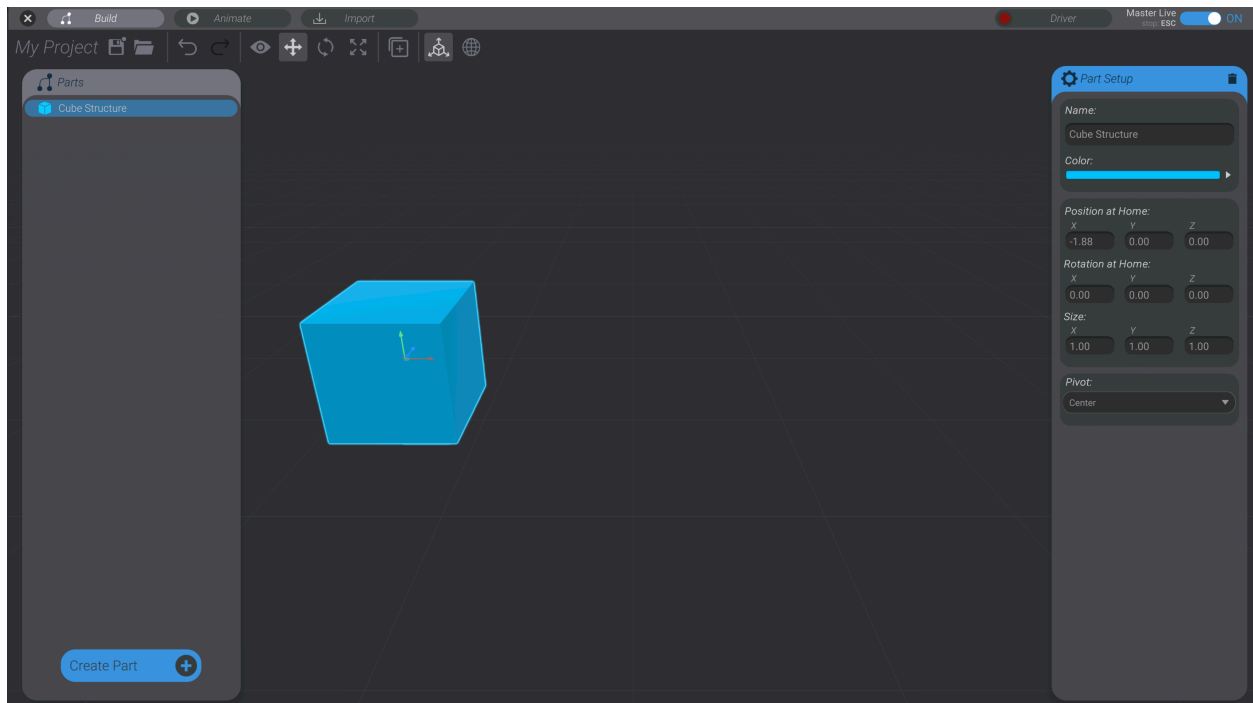 Build
Animate
Import
Driver
Master Live
stop: ESC
ON
My Project
Parts
Cube Structure
Create Part
Part Setup
Name:
Cube Structure
Color:
Position at Home:
X Y Z
-1.88 0.00 0.00
Rotation at Home:
X Y Z
0.00 0.00 0.00
Size:
X Y Z
1.00 1.00 1.00
Pivot:
Center